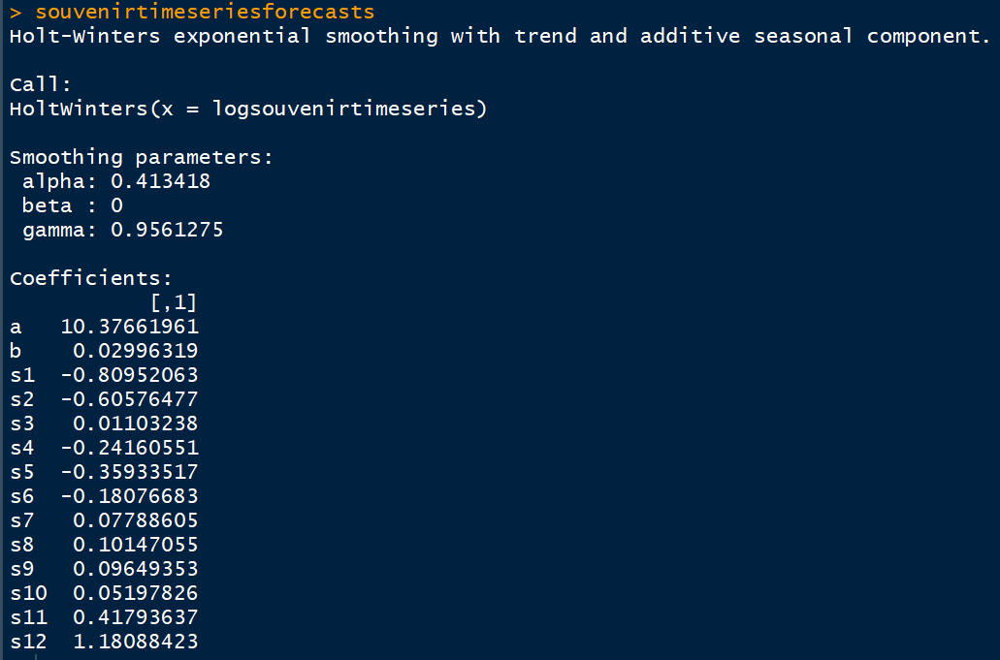 > souvenirtimeseriesforecasts
Holt-Winters exponential smoothing with trend and additive seasonal component.
Call:
HoltWinters(x = logsouvenirtimeseries)
Smoothing parameters:
alpha: 0.413418
beta : 0
gamma: 0.9561275
Coefficients:
[,1]
a 10.37661961
b 0.02996319
s1 -0.80952063
s2 -0.60576477
s3 0.01103238
s4 -0.24160551
s5 -0.35933517
s6 -0.18076683
s7 0.07788605
s8 0.10147055
s9 0.09649353
s10 0.05197826
s11 0.41793637
s12 1.18088423